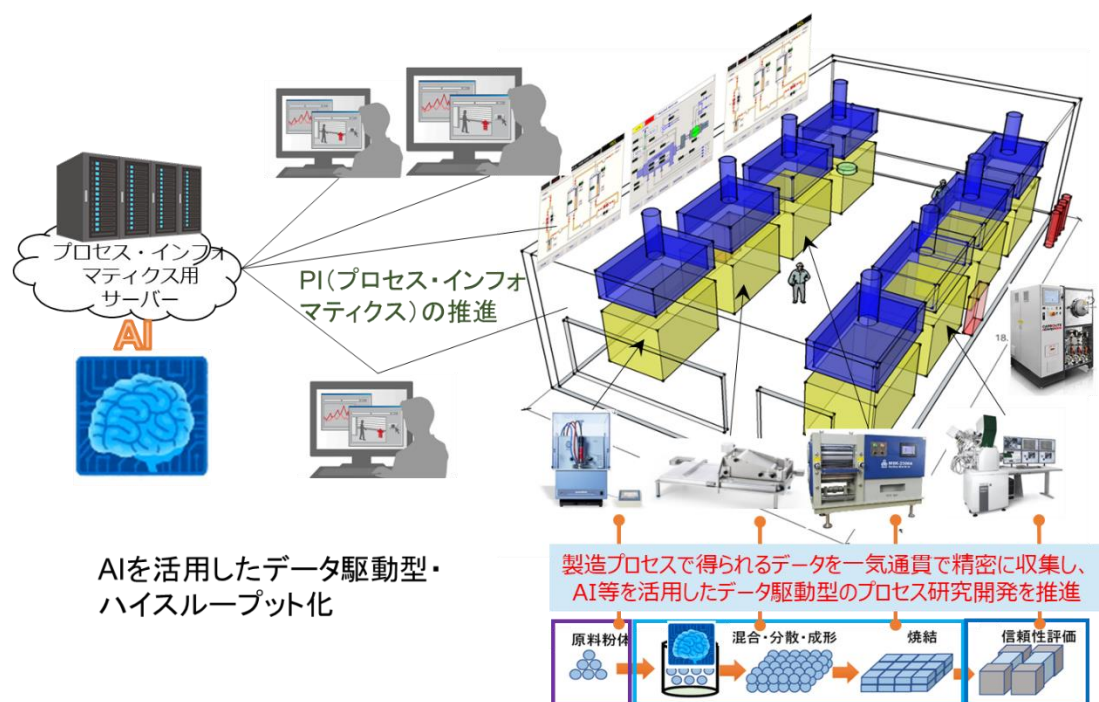 プロセス・インフォ
マティクス用
サーバー
AI
PI(プロセス・インフォ
マティクス)の推進
18.
AIを活用したデータ駆動型・
ハイスループット化
製造プロセスで得られるデータを一気通貫で精密に収集し、
AI等を活用したデータ駆動型のプロセス研究開発を推進
原料粉体
混合・分散・成形
焼結
信頼性評価